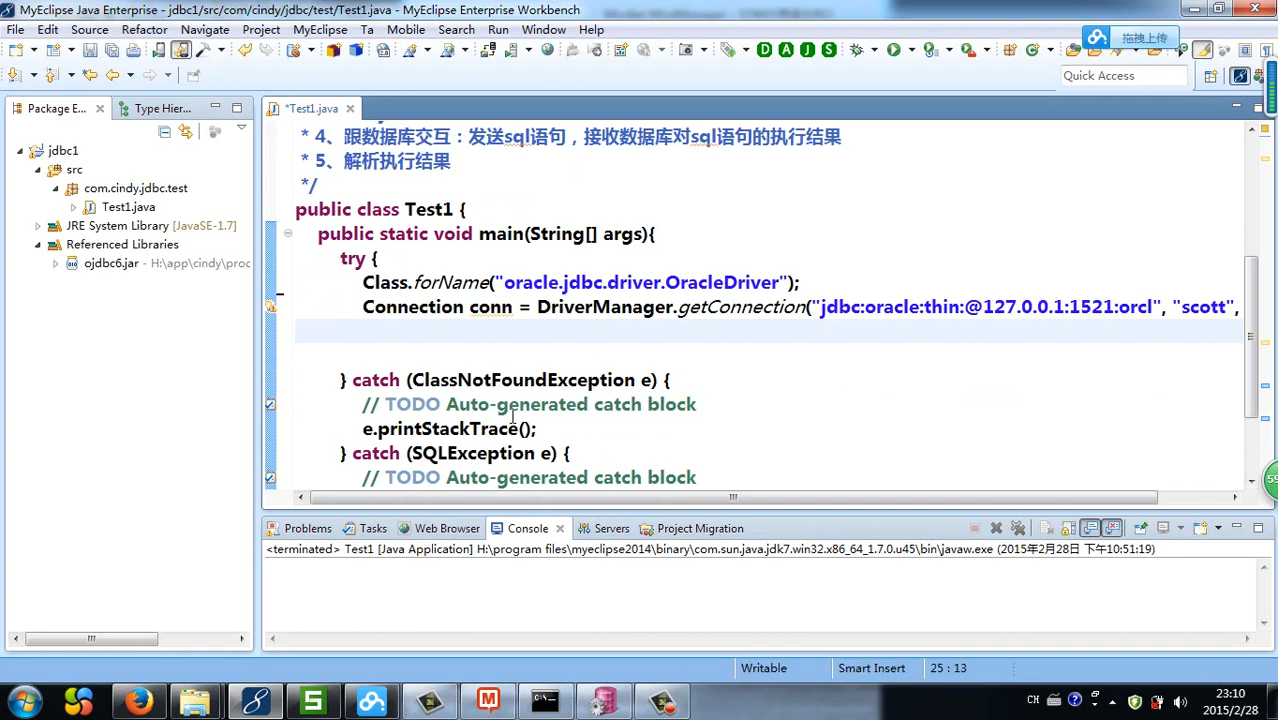 MyEclipse Java Enterprise - jdbc1/src/com/cindy/jdbc/test/Test1.java - MyEclipse Enterprise Workbench
File Edit Source Refactor Navigate Project MyEclipse Ta Mobile Search Run Window Help
拖拽上传
Quick Access
Package E... Type Hier...
*Test1.java
jdbc1
src
com.cindy.jdbc.test
Test1.java
JRE System Library [JavaSE-1.7]
Referenced Libraries
ojdbc6.jar - H:\app\cindy\proc
* 4、跟数据库交互：发送sql语句，接收数据库对sql语句的执行结果
* 5、解析执行结果
*/
public class Test1 {
public static void main(String[] args){
try {
Class.forName("oracle.jdbc.driver.OracleDriver");
Connection conn = DriverManager.getConnection("jdbc:oracle:thin:@127.0.0.1:1521:orcl", "scott",
} catch (ClassNotFoundException e) {
// TODO Auto-generated catch block
e.printStackTrace();
} catch (SQLException e) {
// TODO Auto-generated catch block
Problems Tasks Web Browser Console Servers Project Migration
<terminated> Test1 [Java Application] H:\program files\myeclipse2014\binary\com.sun.java.jdk7.win32.x86_64_1.7.0.u45\bin\javaw.exe (2015年2月28日 下午10:51:19)
Writable Smart Insert 25 : 13
CH 23:10
2015/2/28